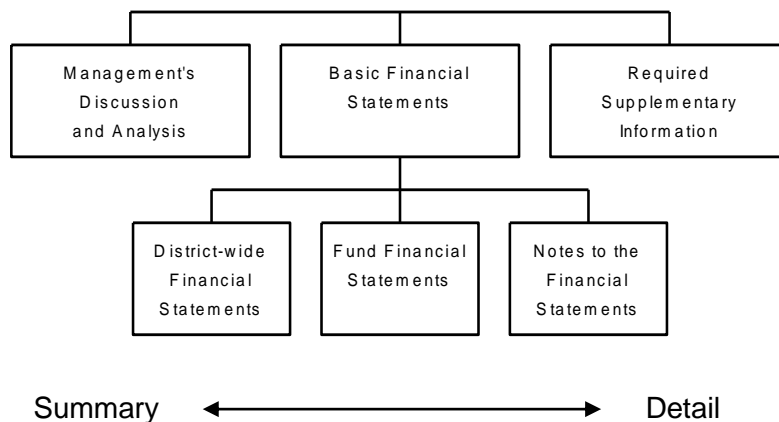 Management's
Discussion
and Analysis
Basic Financial
Statements
Required
Supplementary
Information
District-wide
Financial
Statements
Fund Financial
Statements
Notes to the
Financial
Statements
Summary
Detail